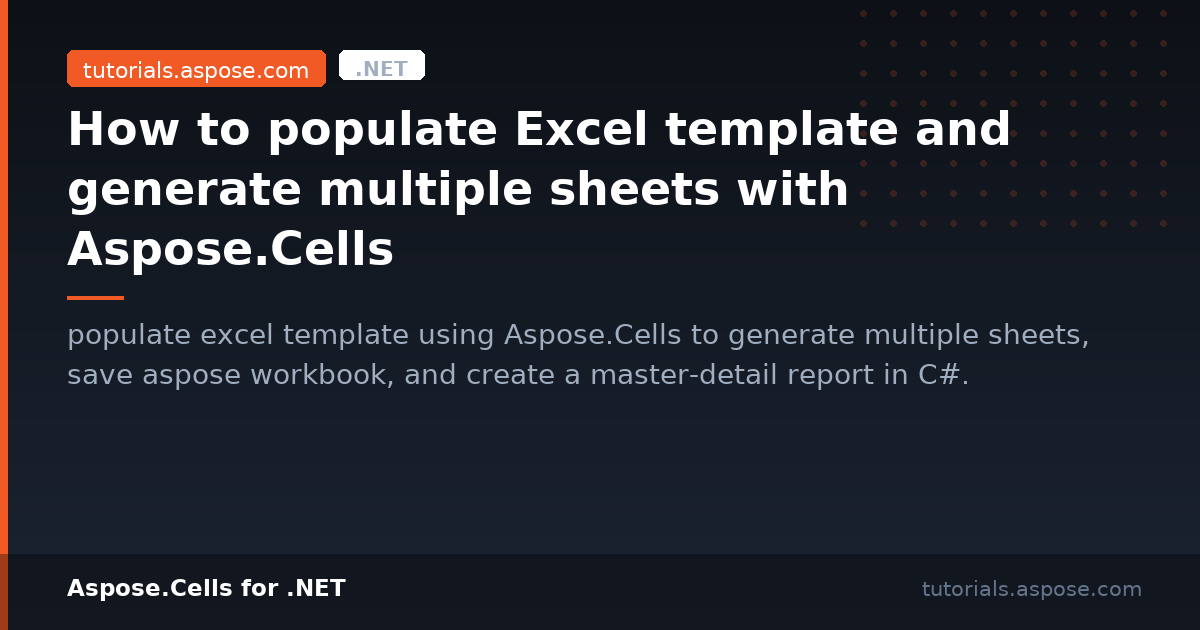 tutorials.aspose.com .NET
How to populate Excel template and
generate multiple sheets with
Aspose.Cells
populate excel template using Aspose.Cells to generate multiple sheets,
save aspose workbook, and create a master-detail report in C#.
Aspose.Cells for .NET tutorials.aspose.com